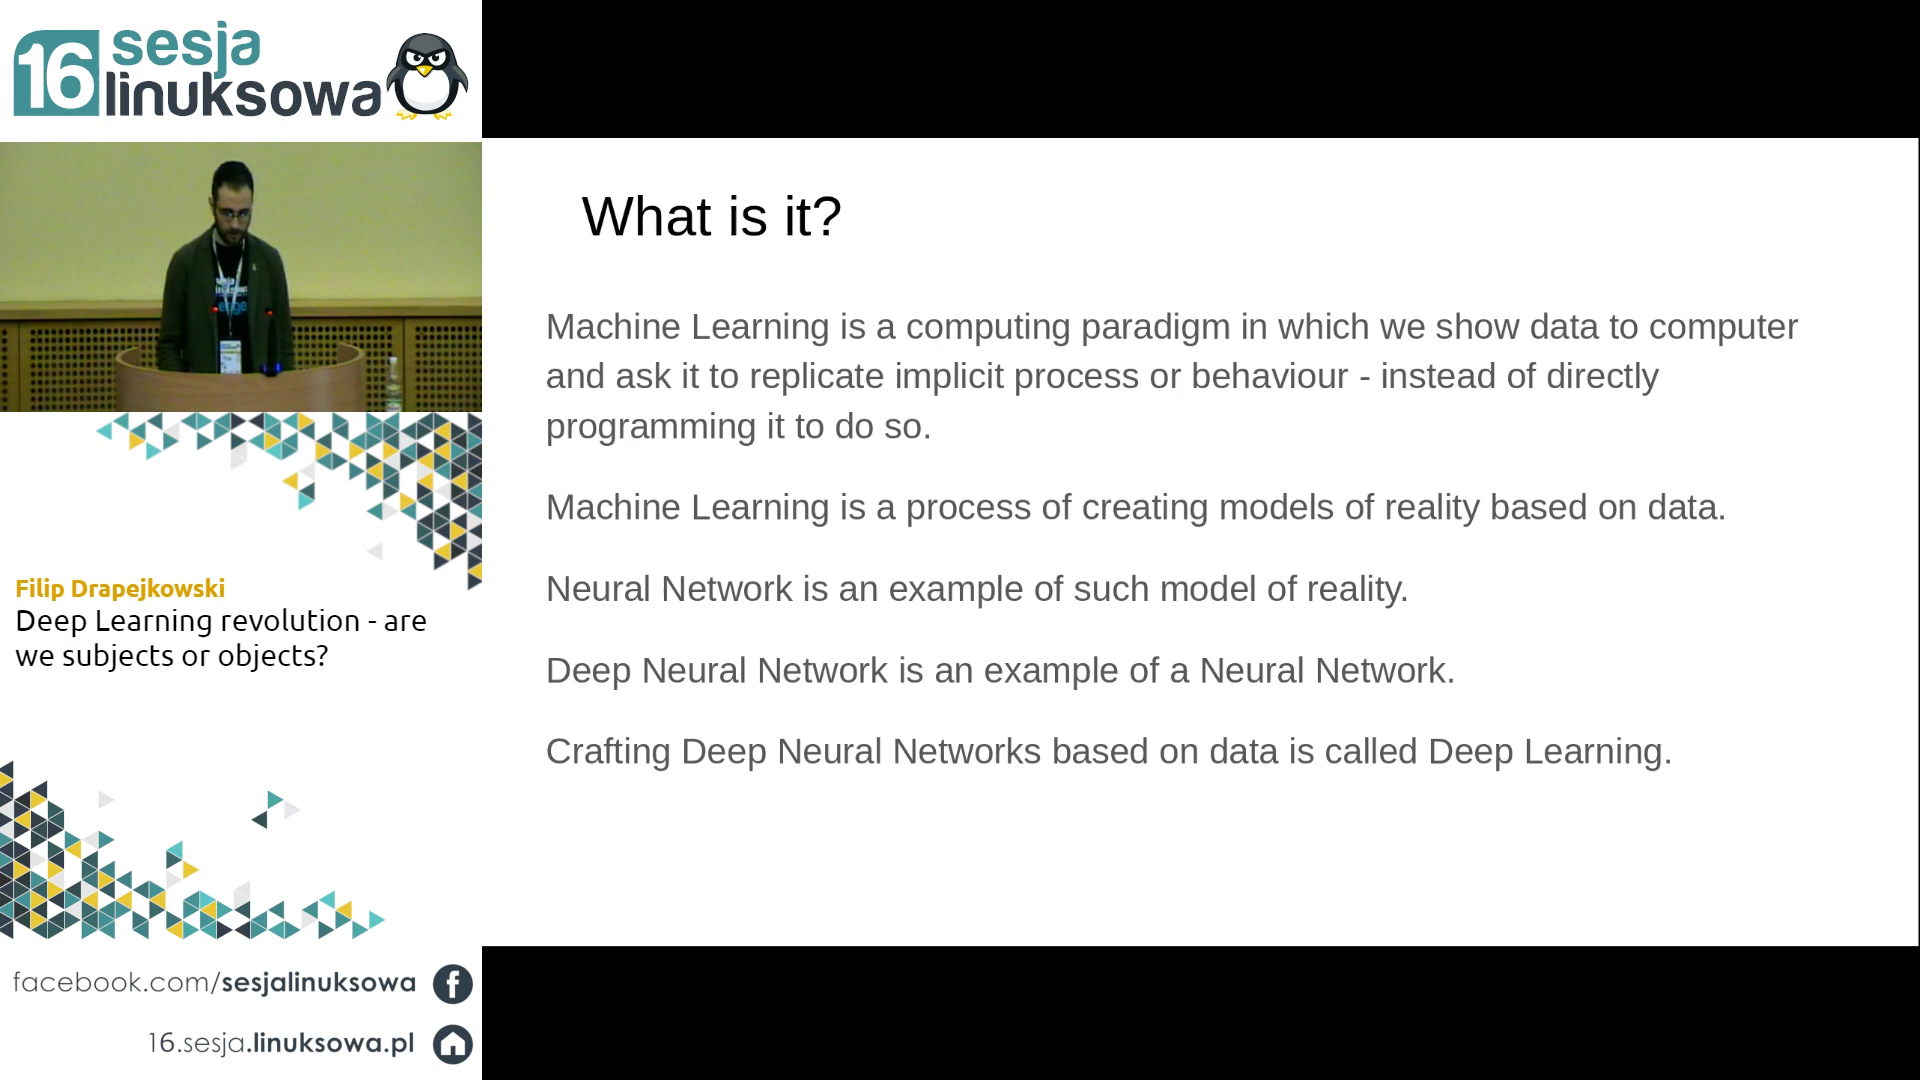 16 sesja
linuksowa
Filip Drapejkowski
Deep Learning revolution - are
we subjects or objects?
facebook.com/sesjalinuksowa
16.sesja.linuksowa.pl
What is it?
Machine Learning is a computing paradigm in which we show data to computer
and ask it to replicate implicit process or behaviour - instead of directly
programming it to do so.
Machine Learning is a process of creating models of reality based on data.
Neural Network is an example of such model of reality.
Deep Neural Network is an example of a Neural Network.
Crafting Deep Neural Networks based on data is called Deep Learning.